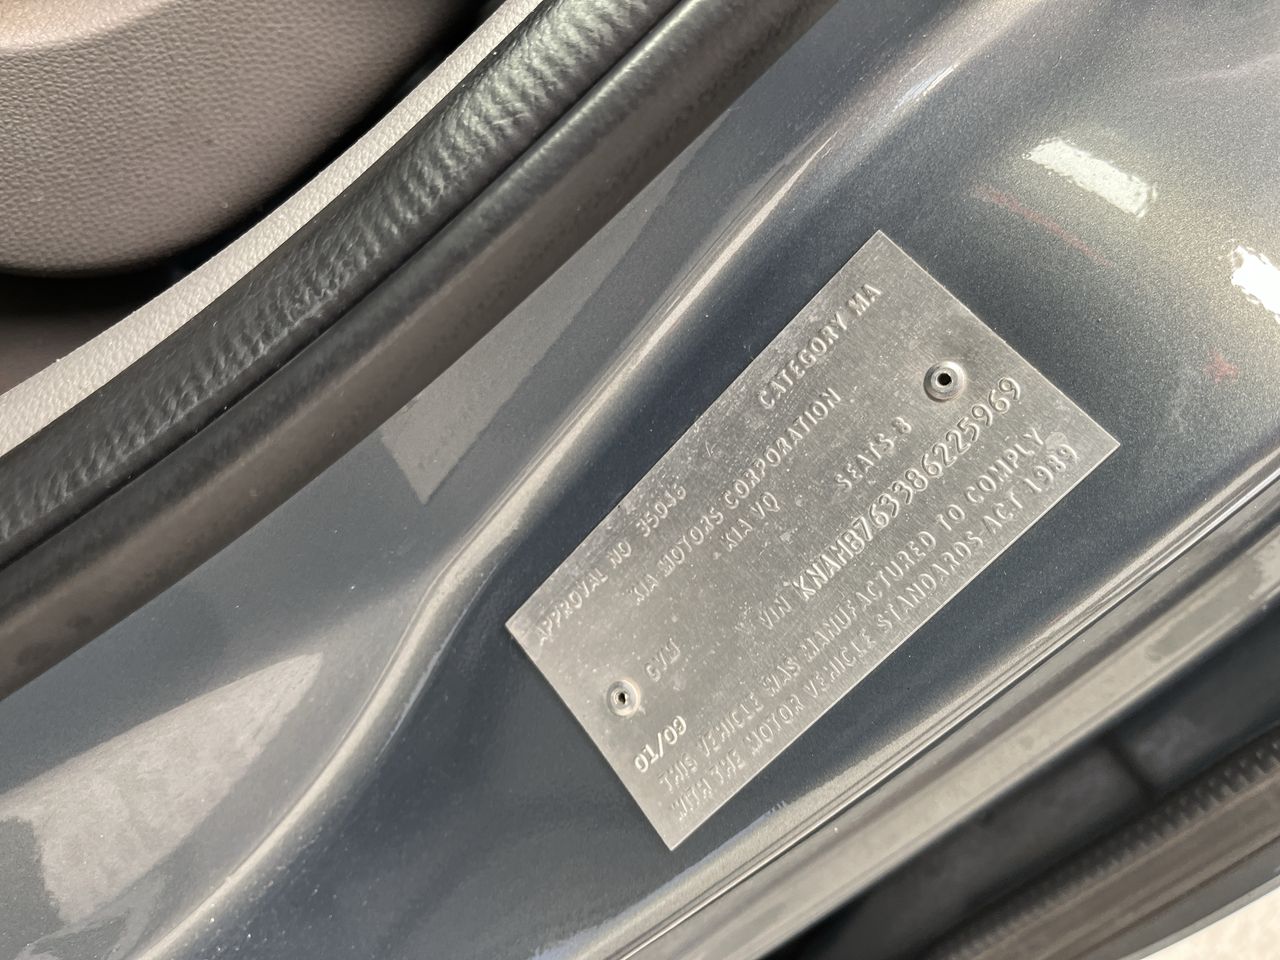 APPROVAL NO 35046 CATEGORY MA
KIA MOTORS CORPORATION
KIA VQ SEATS 8
GVM
VIN KNAMB763386225969
01/09
THIS VEHICLE WAS MANUFACTURED TO COMPLY
WITH THE MOTOR VEHICLE STANDARDS ACT 1989